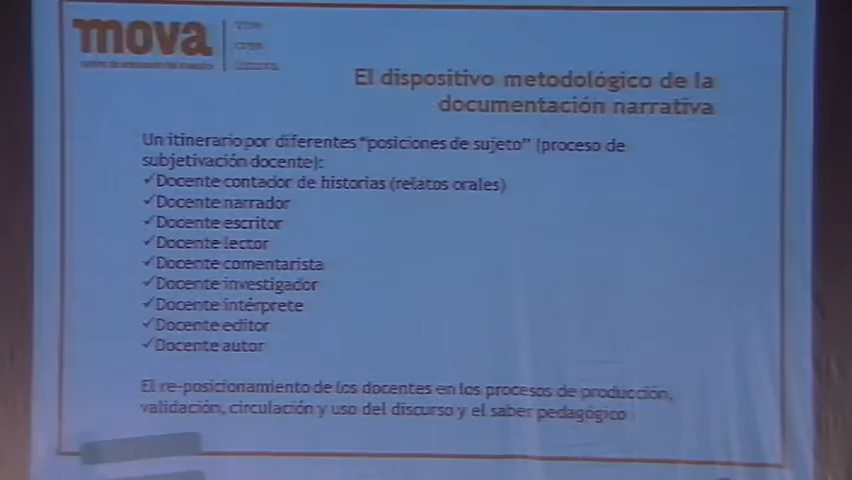 mova
El dispositivo metodológico de la
documentación narrativa
Un itinerario por diferentes "posiciones de sujeto" (proceso de
subjetivación docente):
✓Docente contador de historias (relatos orales)
✓Docente narrador
✓Docente escritor
✓Docente lector
✓Docente comentarista
✓Docente investigador
✓Docente intérprete
✓Docente editor
✓Docente autor
El re-posicionamiento de los docentes en los procesos de producción,
validación, circulación y uso del discurso y el saber pedagógico